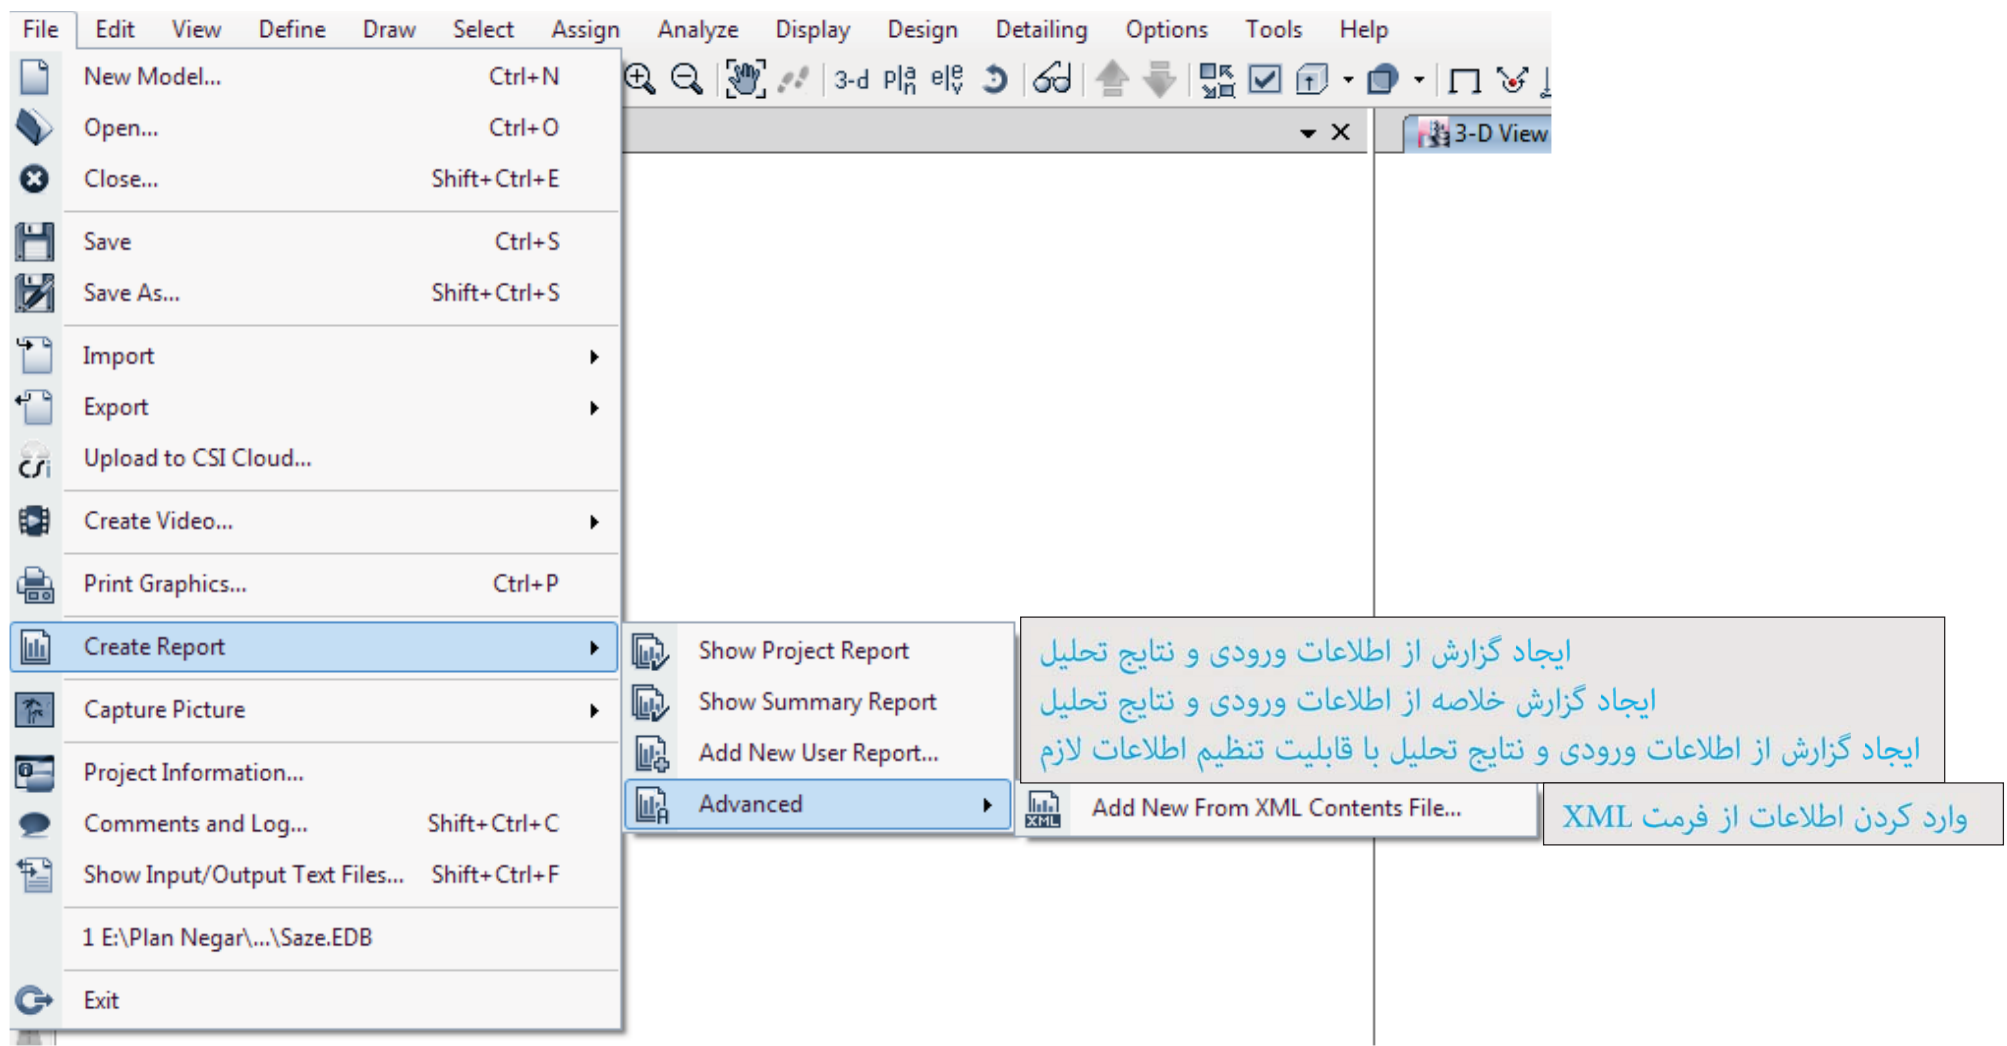 File Edit View Define Draw Select Assign Analyze Display Design Detailing Options Tools Help
3-d pla n ele v
3-D View
New Model... Ctrl+N
Open... Ctrl+O
Close... Shift+Ctrl+E
Save Ctrl+S
Save As... Shift+Ctrl+S
Import
Export
CSi Upload to CSI Cloud...
Create Video...
Print Graphics... Ctrl+P
Create Report
Capture Picture
Project Information...
Comments and Log... Shift+Ctrl+C
Show Input/Output Text Files... Shift+Ctrl+F
1 E:\Plan Negar\...\Saze.EDB
Exit
Show Project Report
Show Summary Report
Add New User Report...
Advanced
ایجاد گزارش از اطلاعات ورودی و نتایج تحلیل
ایجاد گزارش خلاصه از اطلاعات ورودی و نتایج تحلیل
ایجاد گزارش از اطلاعات ورودی و نتایج تحلیل با قابلیت تنظیم اطلاعات لازم
XML Add New From XML Contents File...
وارد کردن اطلاعات از فرمت XML